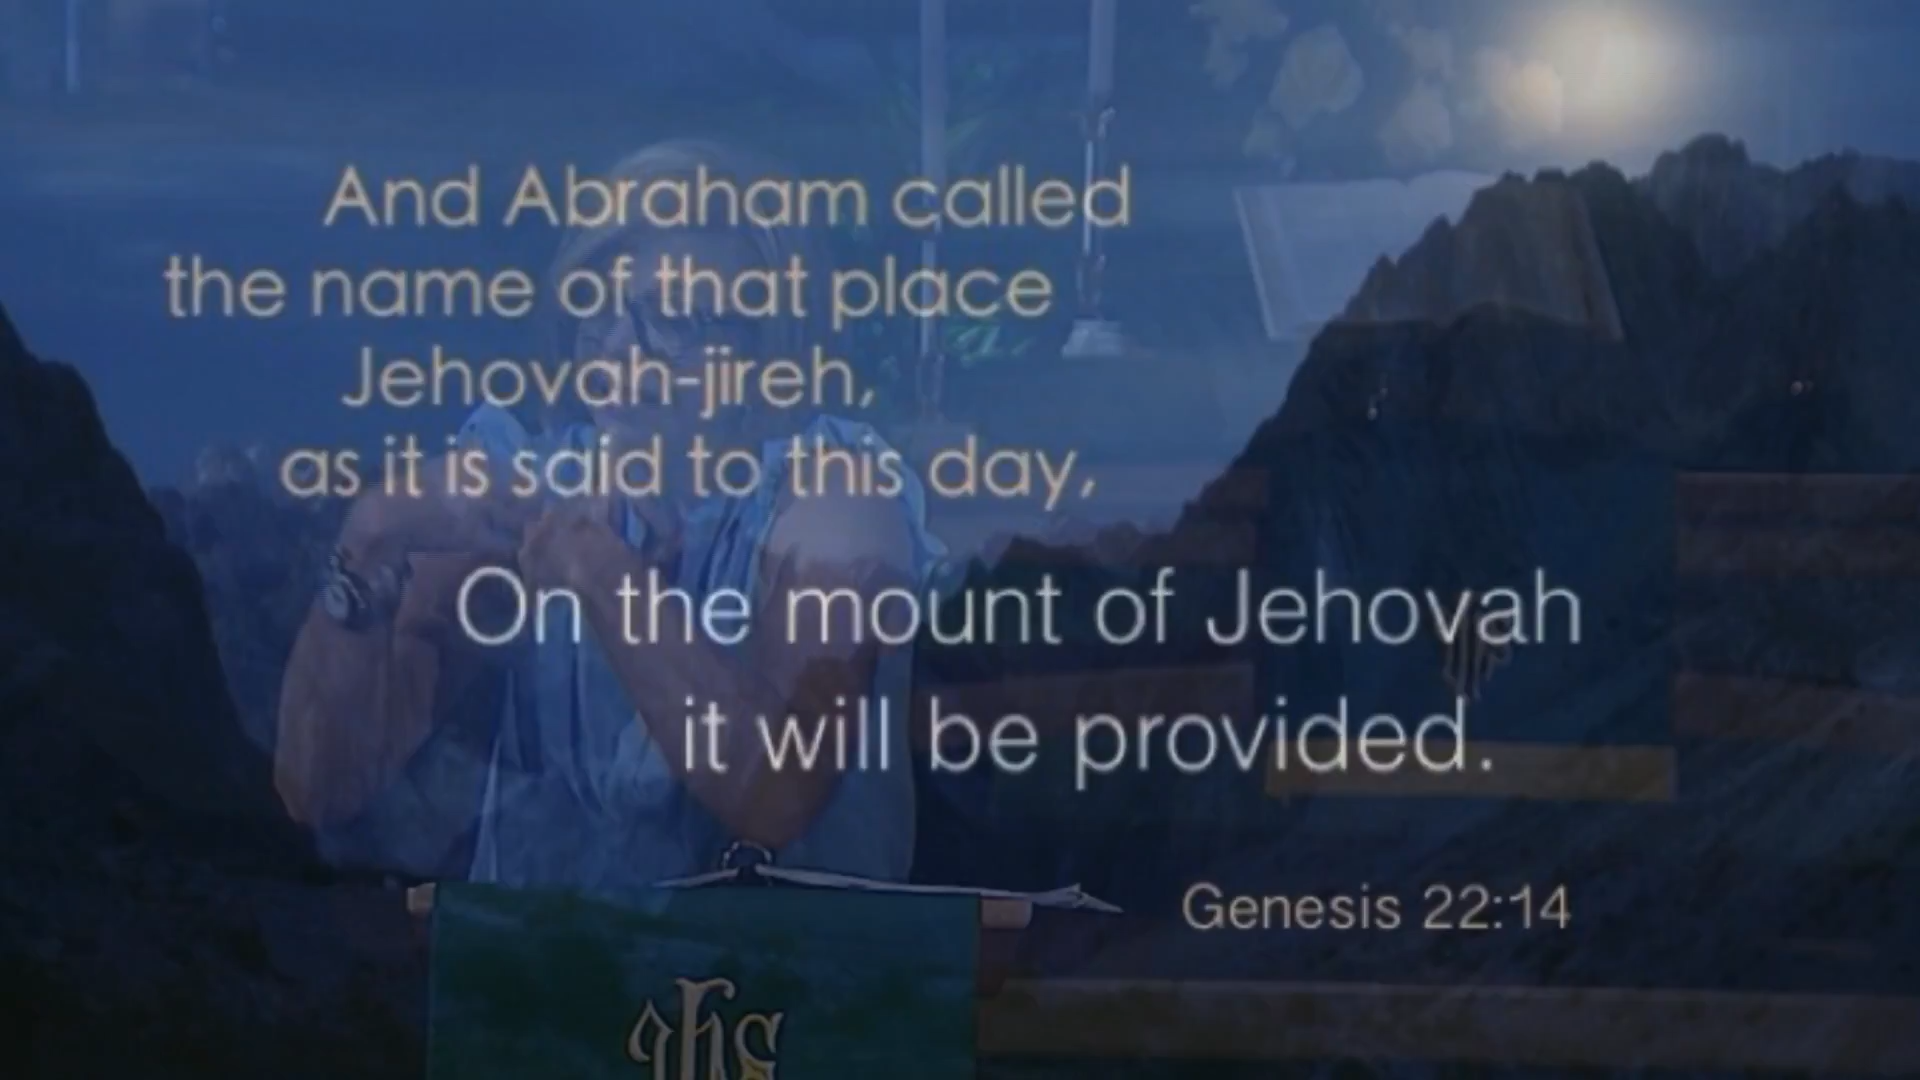 And Abraham called
the name of that place
Jehovah-jireh,
as it is said to this day,
On the mount of Jehovah
it will be provided.
Genesis 22:14
IHS